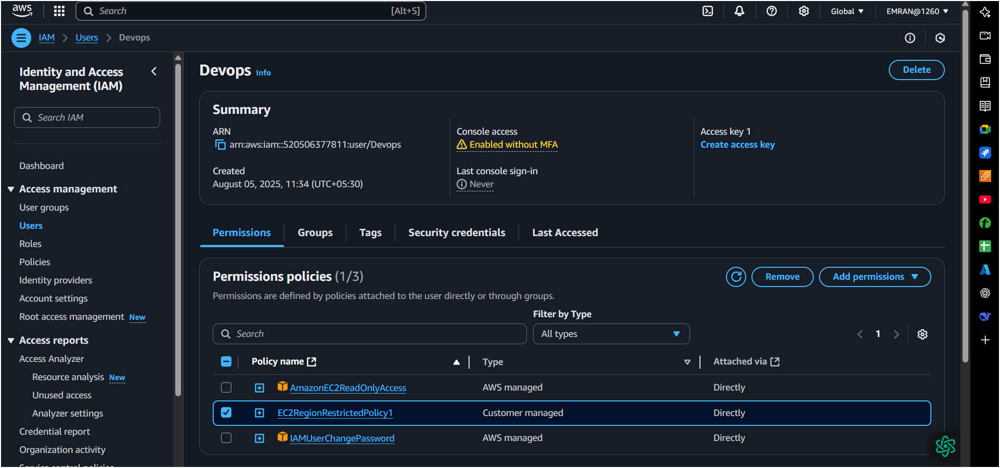 aws
Search
[Alt+S]
Global
EMRAN@1260
IAM
Users
Devops
Identity and Access
Management (IAM)
Search IAM
Dashboard
Access management
User groups
Users
Roles
Policies
Identity providers
Account settings
Root access management New
Access reports
Access Analyzer
Resource analysis New
Unused access
Analyzer settings
Credential report
Organization activity
Service control policies
Devops Info
Delete
Summary
ARN
arn:aws:iam::520506377811:user/Devops
Created
August 05, 2025, 11:34 (UTC+05:30)
Console access
Enabled without MFA
Last console sign-in
Never
Access key 1
Create access key
Permissions
Groups
Tags
Security credentials
Last Accessed
Permissions policies (1/3)
Remove
Add permissions
Permissions are defined by policies attached to the user directly or through groups.
Filter by Type
Search
All types
1
Policy name
Type
Attached via
AmazonEC2ReadOnlyAccess
AWS managed
Directly
EC2RegionRestrictedPolicy1
Customer managed
Directly
IAMUserChangePassword
AWS managed
Directly